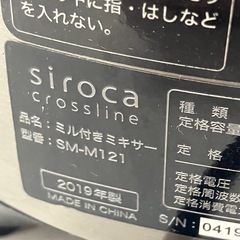 に指・はしなど
を入れない。
siroca
crossline
品名：ミル付きミキサー
型番：SM-M121
2019年製
MADE IN CHINA
種類
定格容量
定格
定格電圧
定格周波数
定格消費電
S/N: 0419